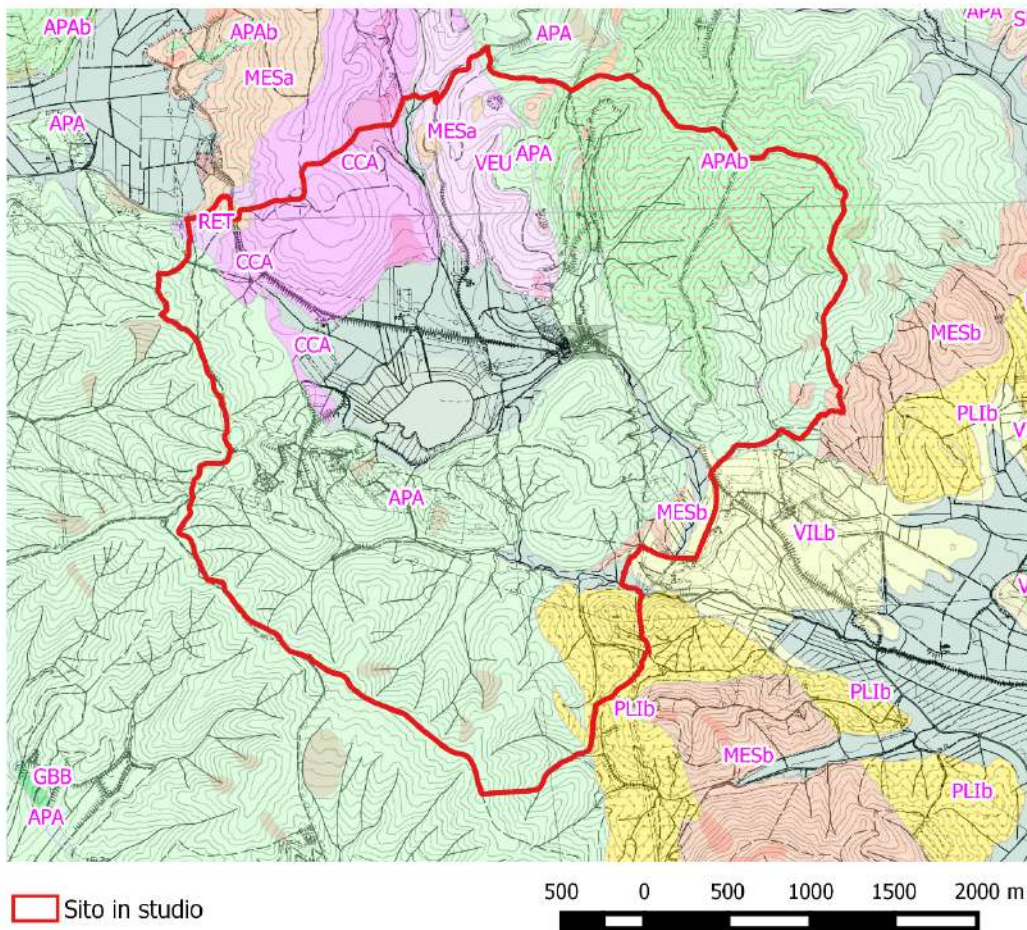 APAb
APAb
APA
APA
S
MESa
APA
MESa
CCA
VEU
APA
APAb
RET
CCA
MESb
CCA
PLIb
V
APA
MESb
VILb
V
PLIb
PLIb
MESb
GBB
PLIb
APA
Sito in studio
500 0 500 1000 1500 2000 m